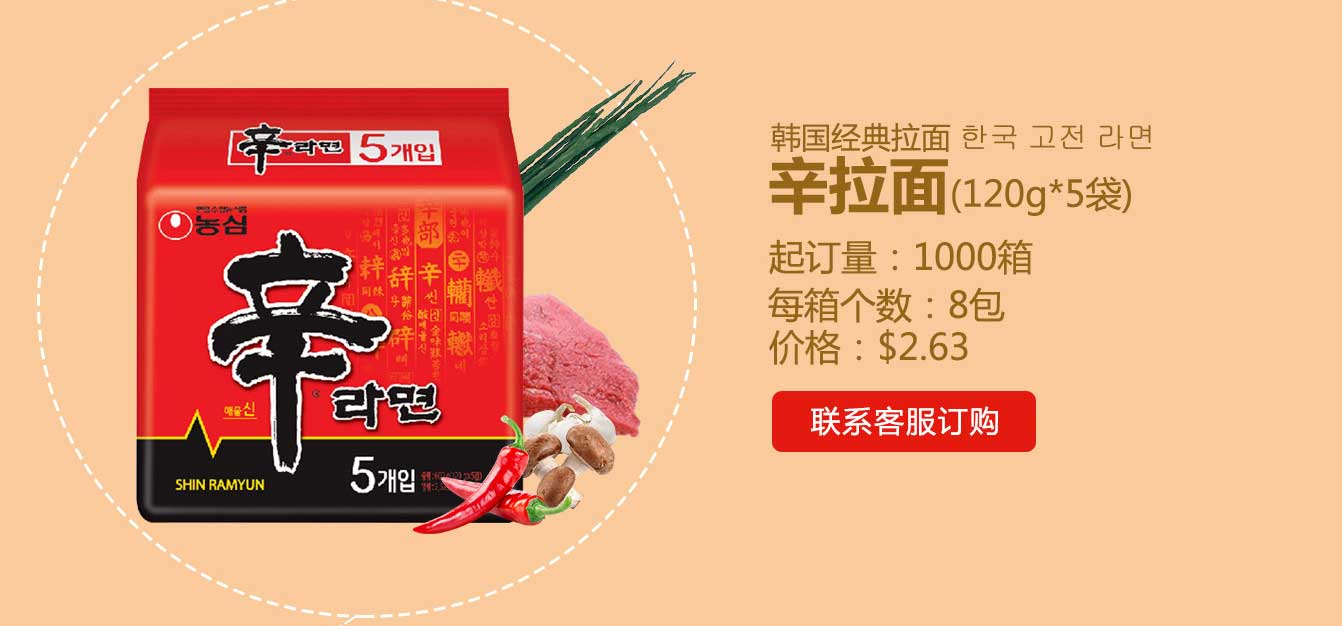 辛라면 5개입
농심
辛
라면
매울신
SHIN RAMYUN
5개입
韩国经典拉面 한국 고전 라면
辛拉面(120g*5袋)
起订量：1000箱
每箱个数：8包
价格：$2.63
联系客服订购